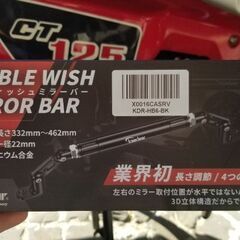 CT
125
BLE WISH
ィッシュミラーバー
ROR BAR
長さ332mm~462mm
ー径22mm
ニウム合金
X0016CASRV
KDR-HB6-BK
業界初
長さ調節/4つの
左右のミラー取付位置が水平ではない
3D立体構造だから